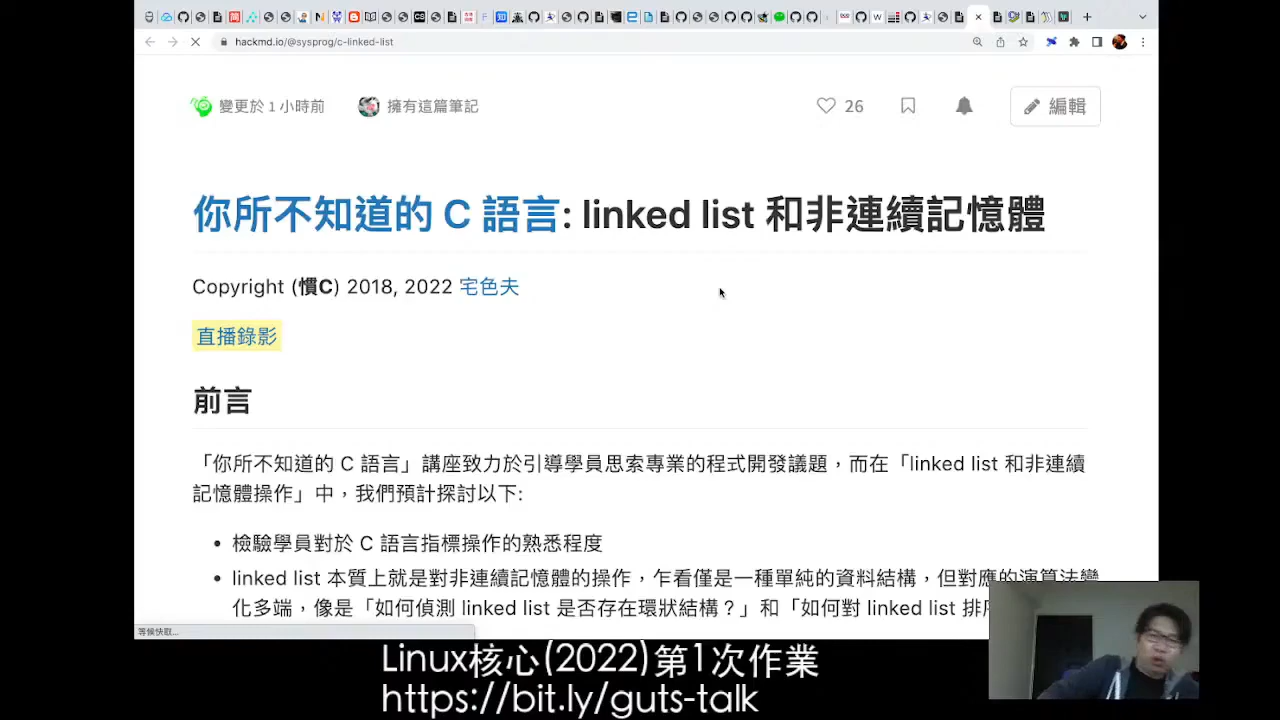 hackmd.io/@sysprog/c-linked-list
變更於 1 小時前 擁有這篇筆記 26 編輯
你所不知道的 C 語言: linked list 和非連續記憶體
Copyright (慣C) 2018, 2022 宅色夫
直播錄影
前言
「你所不知道的 C 語言」講座致力於引導學員思索專業的程式開發議題，而在「linked list 和非連續
記憶體操作」中，我們預計探討以下:
• 檢驗學員對於 C 語言指標操作的熟悉程度
• linked list 本質上就是對非連續記憶體的操作，乍看僅是一種單純的資料結構，但對應的演算法變
化多端，像是「如何偵測 linked list 是否存在環狀結構？」和「如何對 linked list 排
等候快取...
Linux核心(2022)第1次作業
https://bit.ly/guts-talk